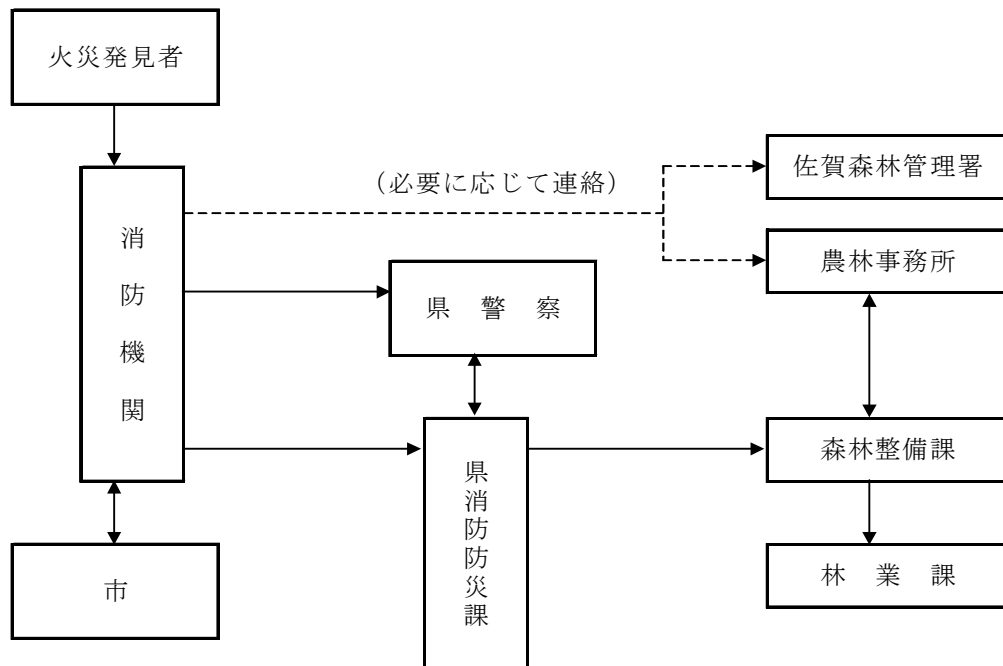 火災発見者
佐賀森林管理署
(必要に応じて連絡)
消防機関
農林事務所
県 警 察
森林整備課
県消防防災課
林 業 課
市